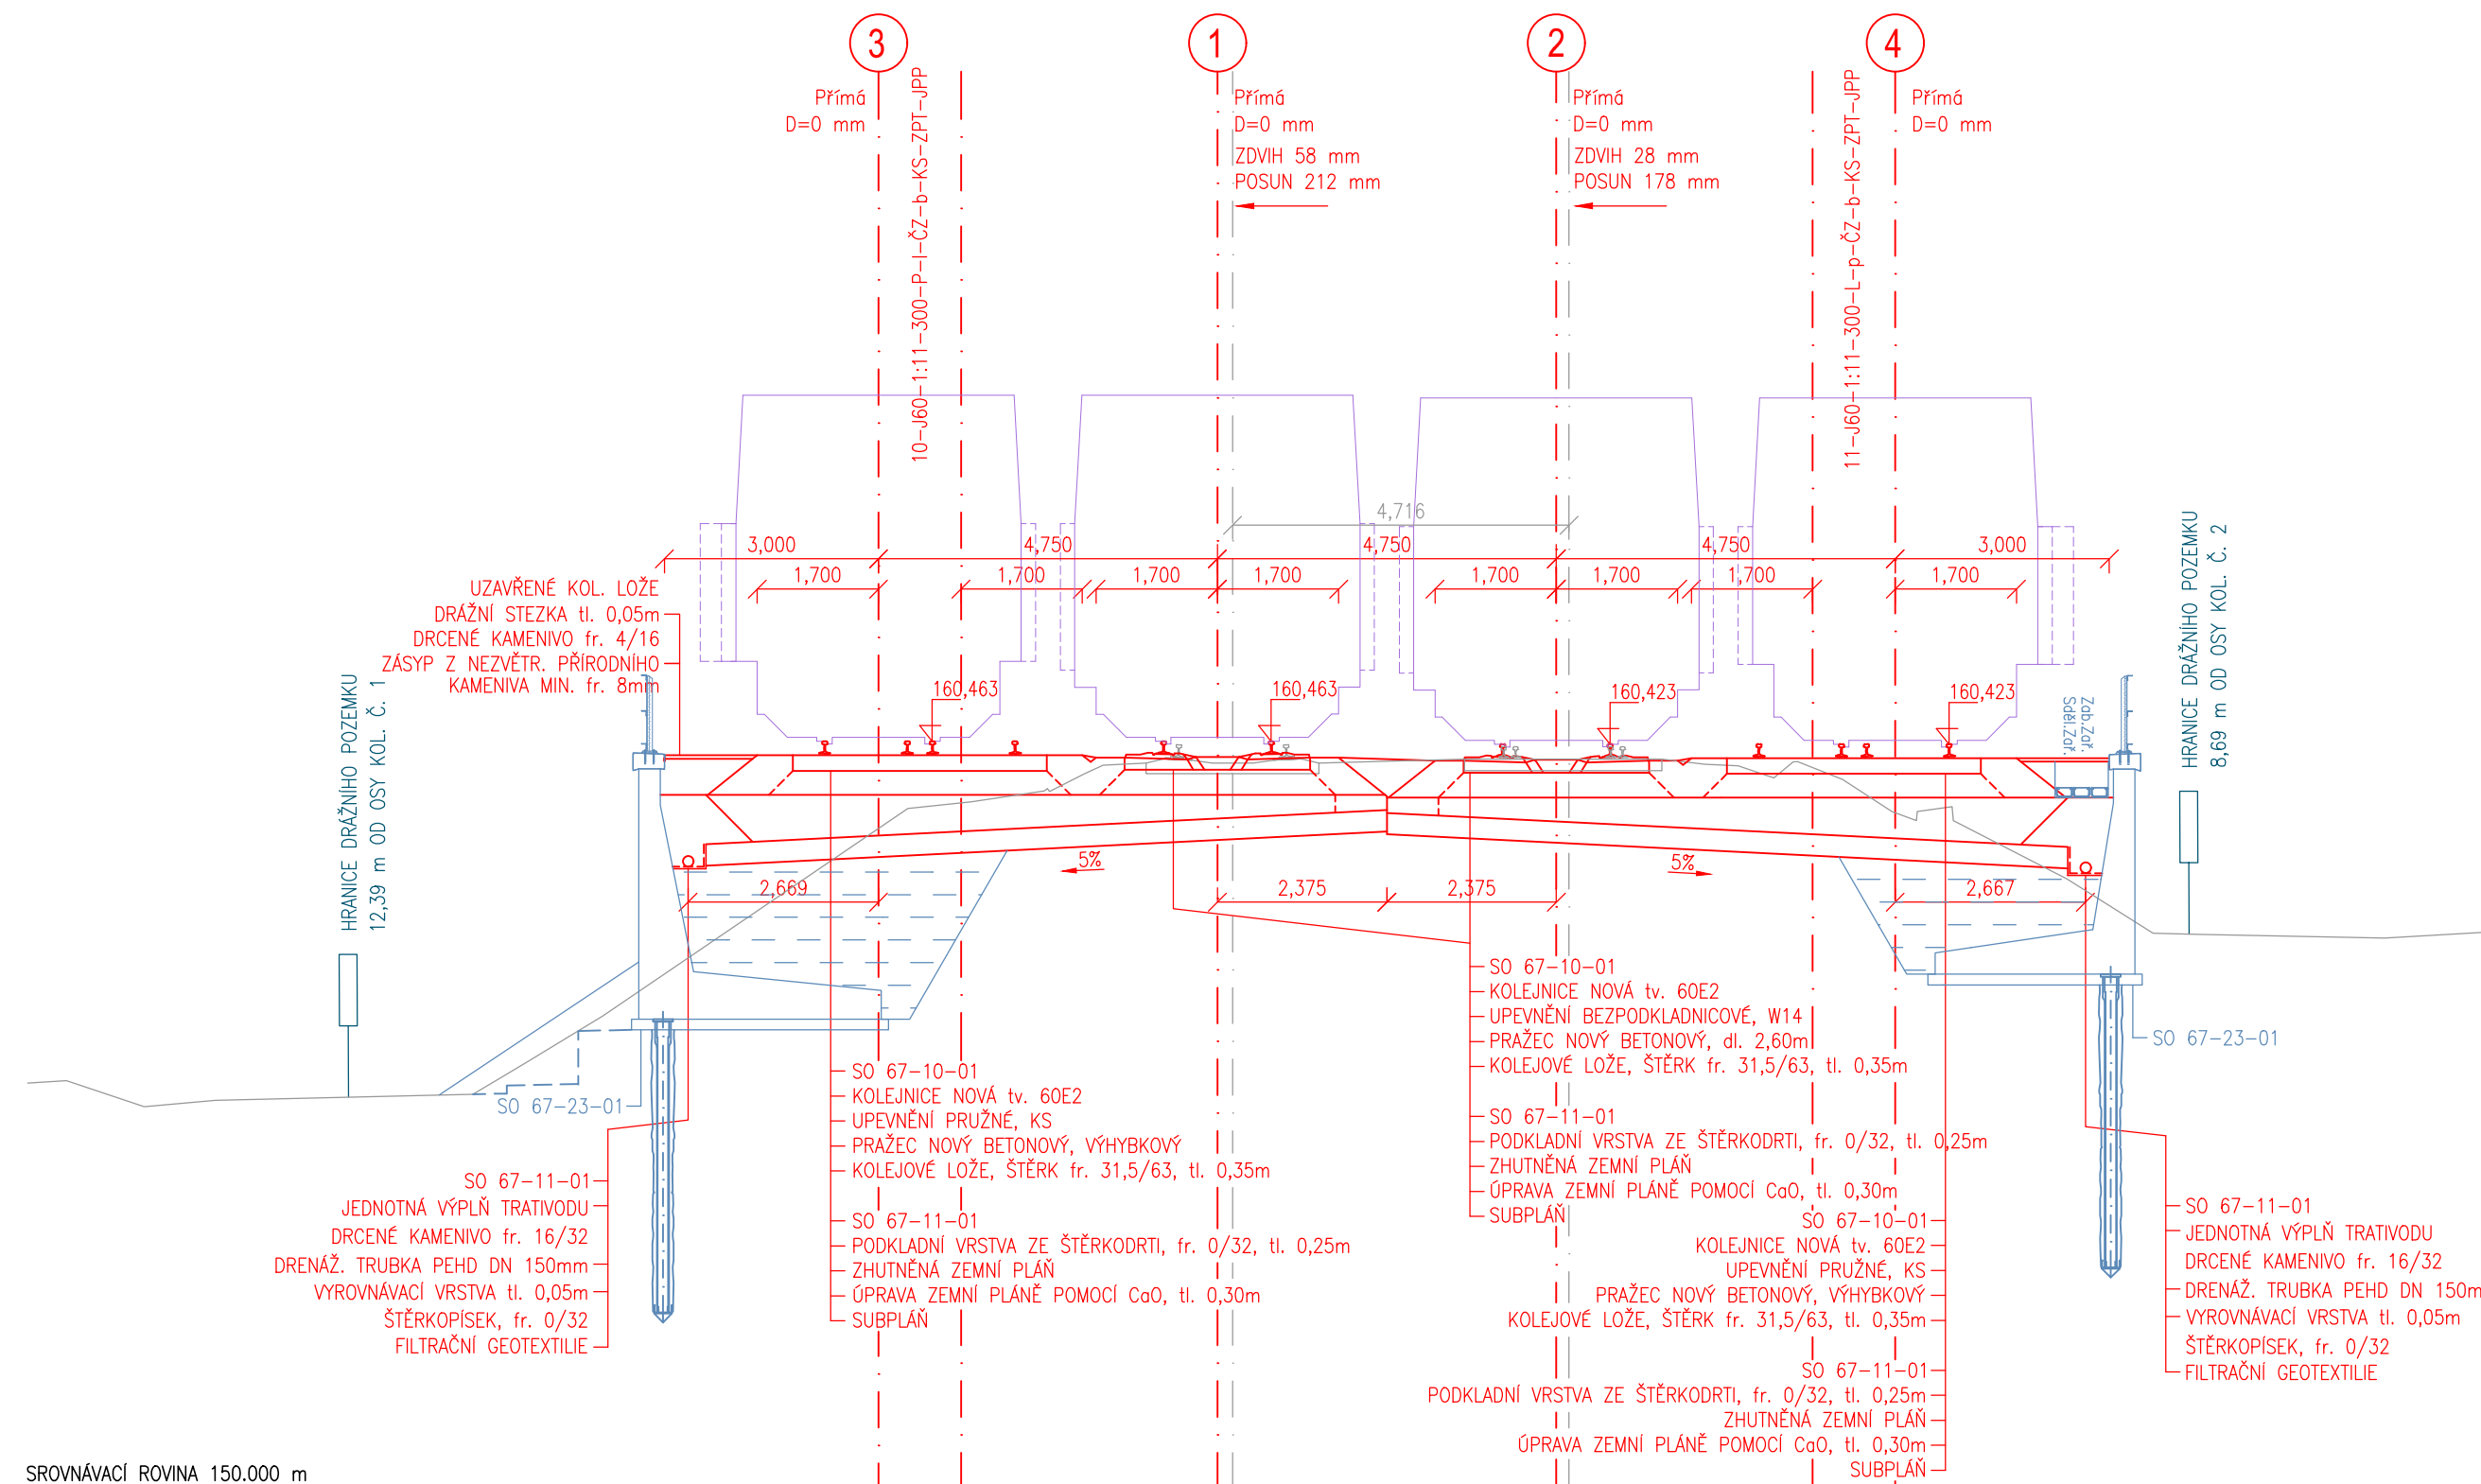 3
1
2
4
Přímá
D=0 mm
10-J60-1:11-300-P-l-ČZ-b-KS-ZPT-JPP
Přímá
D=0 mm
ZDVIH 58 mm
POSUN 212 mm
Přímá
D=0 mm
ZDVIH 28 mm
POSUN 178 mm
11-J60-1:11-300-L-p-ČZ-b-KS-ZPT-JPP
Přímá
D=0 mm
4,716
3,000
4,750
4,750
4,750
3,000
1,700
1,700
1,700
1,700
1,700
1,700
1,700
1,700
UZAVŘENÉ KOL. LOŽE
DRÁŽNÍ STEZKA tl. 0,05m
DRCENÉ KAMENIVO fr. 4/16
ZÁSYP Z NEZVĚTR. PŘÍRODNÍHO
KAMENIVA MIN. fr. 8mm
HRANICE DRÁŽNÍHO POZEMKU
12,39 m OD OSY KOL. Č. 1
160,463
160,463
160,423
160,423
Zab.Zař.
Sděl.Zař.
HRANICE DRÁŽNÍHO POZEMKU
8,69 m OD OSY KOL. Č. 2
5%
5%
2,669
2,375
2,375
2,667
SO 67-10-01
KOLEJNICE NOVÁ tv. 60E2
UPEVNĚNÍ BEZPODKLADNICOVÉ, W14
PRAŽEC NOVÝ BETONOVÝ, dl. 2,60m
KOLEJOVÉ LOŽE, ŠTĚRK fr. 31,5/63, tl. 0,35m
SO 67-11-01
PODKLADNÍ VRSTVA ZE ŠTĚRKODRTI, fr. 0/32, tl. 0,25m
ZHUTNĚNÁ ZEMNÍ PLÁŇ
ÚPRAVA ZEMNÍ PLÁNĚ POMOCÍ CaO, tl. 0,30m
SUBPLÁŇ
SO 67-23-01
SO 67-23-01
SO 67-10-01
KOLEJNICE NOVÁ tv. 60E2
UPEVNĚNÍ PRUŽNÉ, KS
PRAŽEC NOVÝ BETONOVÝ, VÝHYBKOVÝ
KOLEJOVÉ LOŽE, ŠTĚRK fr. 31,5/63, tl. 0,35m
SO 67-11-01
PODKLADNÍ VRSTVA ZE ŠTĚRKODRTI, fr. 0/32, tl. 0,25m
ZHUTNĚNÁ ZEMNÍ PLÁŇ
ÚPRAVA ZEMNÍ PLÁNĚ POMOCÍ CaO, tl. 0,30m
SUBPLÁŇ
SO 67-11-01
JEDNOTNÁ VÝPLŇ TRATIVODU
DRCENÉ KAMENIVO fr. 16/32
DRENÁŽ. TRUBKA PEHD DN 150mm
VYROVNÁVACÍ VRSTVA tl. 0,05m
ŠTĚRKOPÍSEK, fr. 0/32
FILTRAČNÍ GEOTEXTILIE
SO 67-10-01
KOLEJNICE NOVÁ tv. 60E2
UPEVNĚNÍ PRUŽNÉ, KS
PRAŽEC NOVÝ BETONOVÝ, VÝHYBKOVÝ
KOLEJOVÉ LOŽE, ŠTĚRK fr. 31,5/63, tl. 0,35m
SO 67-11-01
PODKLADNÍ VRSTVA ZE ŠTĚRKODRTI, fr. 0/32, tl. 0,25m
ZHUTNĚNÁ ZEMNÍ PLÁŇ
ÚPRAVA ZEMNÍ PLÁNĚ POMOCÍ CaO, tl. 0,30m
SUBPLÁŇ
SO 67-11-01
JEDNOTNÁ VÝPLŇ TRATIVODU
DRCENÉ KAMENIVO fr. 16/32
DRENÁŽ. TRUBKA PEHD DN 150m
VYROVNÁVACÍ VRSTVA tl. 0,05m
ŠTĚRKOPÍSEK, fr. 0/32
FILTRAČNÍ GEOTEXTILIE
SROVNÁVACÍ ROVINA 150.000 m